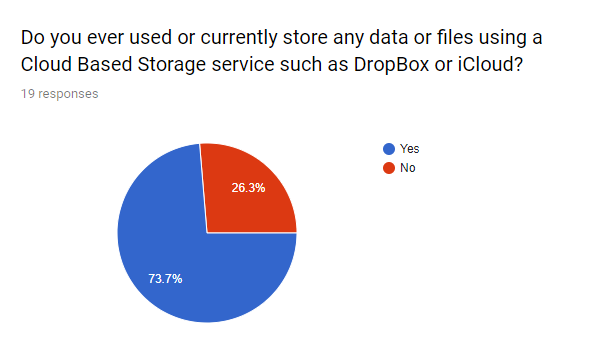 Do you ever used or currently store any data or files using a
Cloud Based Storage service such as DropBox or iCloud?
19 responses
Yes
No
26.3%
73.7%